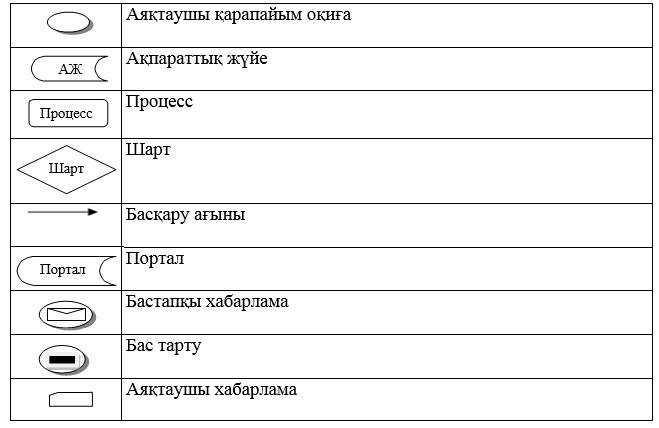 Аяқтаушы қарапайым оқиға
АЖ
Ақпараттық жүйе
Процесс
Процесс
Шарт
Шарт
Басқару ағыны
Портал
Портал
Бастапқы хабарлама
Бас тарту
Аяқтаушы хабарлама